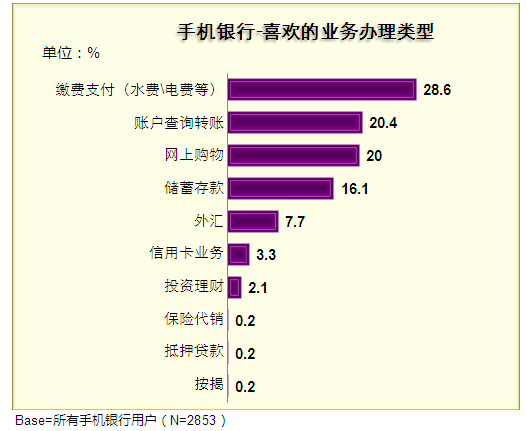 手机银行-喜欢的业务办理类型
单位：%
缴费支付（水费\电费等） 28.6
账户查询转账 20.4
网上购物 20
储蓄存款 16.1
外汇 7.7
信用卡业务 3.3
投资理财 2.1
保险代销 0.2
抵押贷款 0.2
按揭 0.2
Base=所有手机银行用户（N=2853）